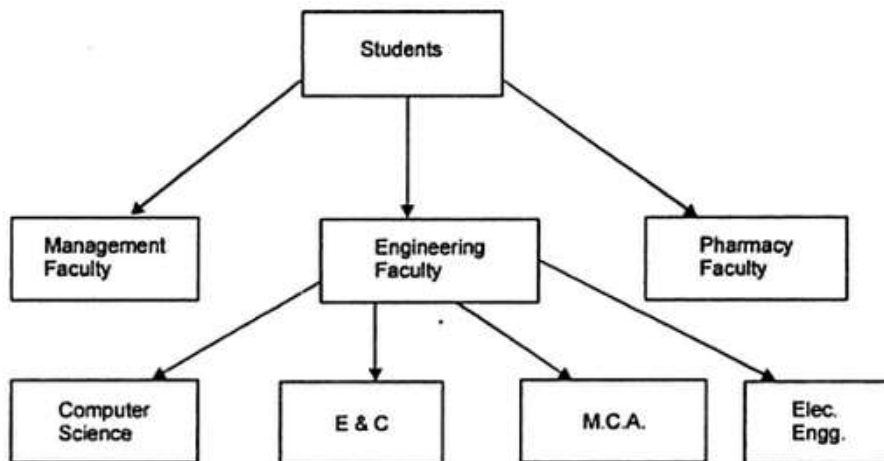 Students
Management
Faculty
Engineering
Faculty
Pharmacy
Faculty
Computer
Science
E & C
M.C.A.
Elec.
Engg.